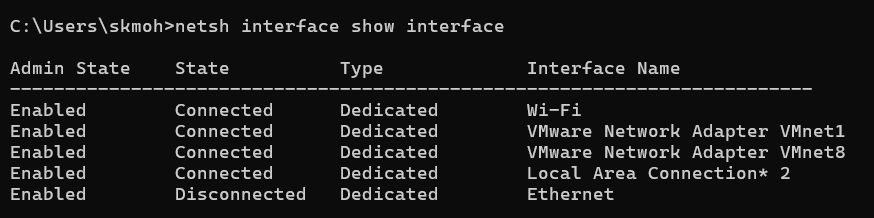 C:\Users\skmoh>netsh interface show interface
Admin State    State          Type             Interface Name
-------------------------------------------------------------------------
Enabled        Connected      Dedicated        Wi-Fi
Enabled        Connected      Dedicated        VMware Network Adapter VMnet1
Enabled        Connected      Dedicated        VMware Network Adapter VMnet8
Enabled        Connected      Dedicated        Local Area Connection* 2
Enabled        Disconnected   Dedicated        Ethernet